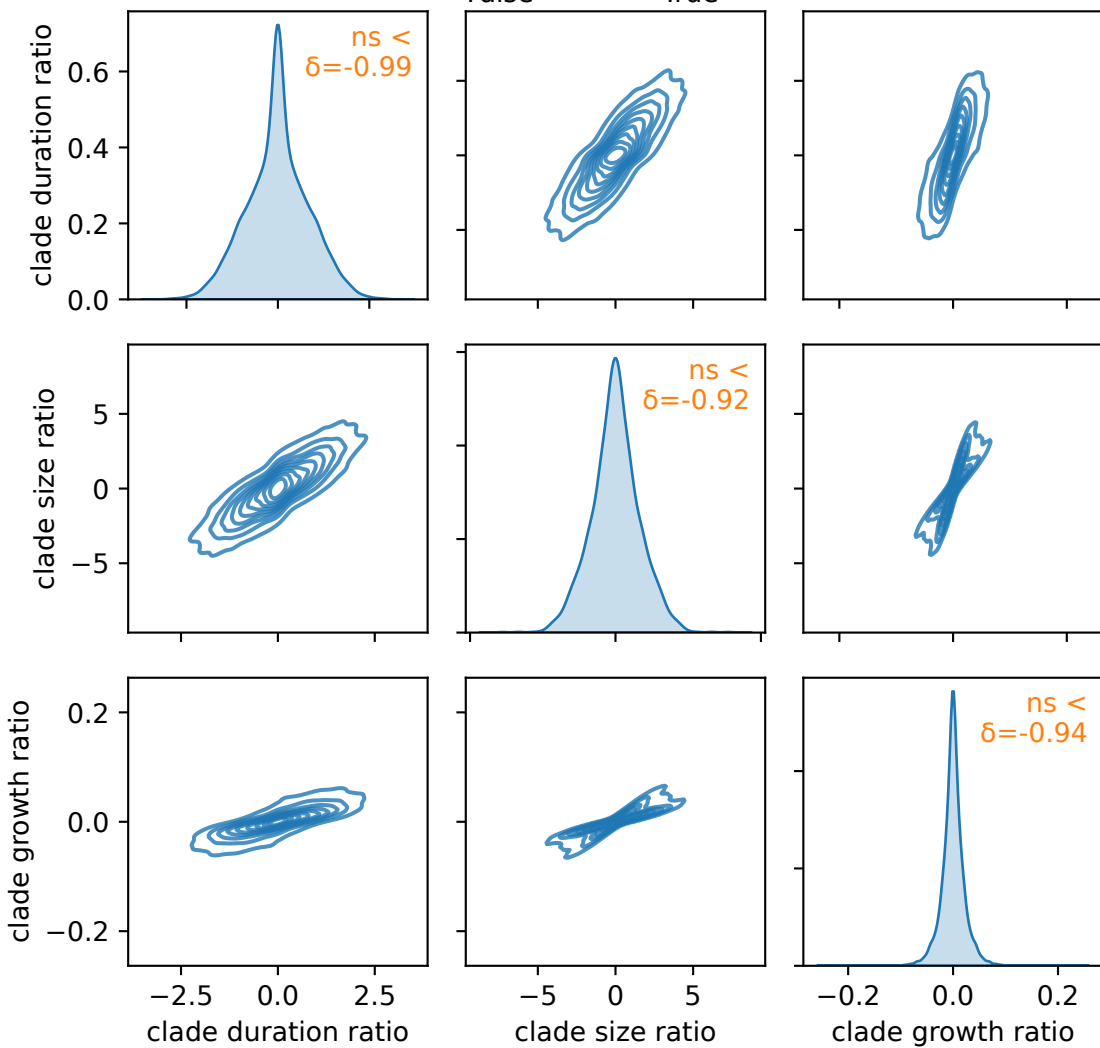 clade duration ratio
0.6
0.4
0.2
0.0
ns <
δ=-0.99
clade size ratio
5
0
−5
ns <
δ=-0.92
clade growth ratio
0.2
0.0
−0.2
ns <
δ=-0.94
−2.5 0.0 2.5
−5 0 5
−0.2 0.0 0.2
clade duration ratio
clade size ratio
clade growth ratio